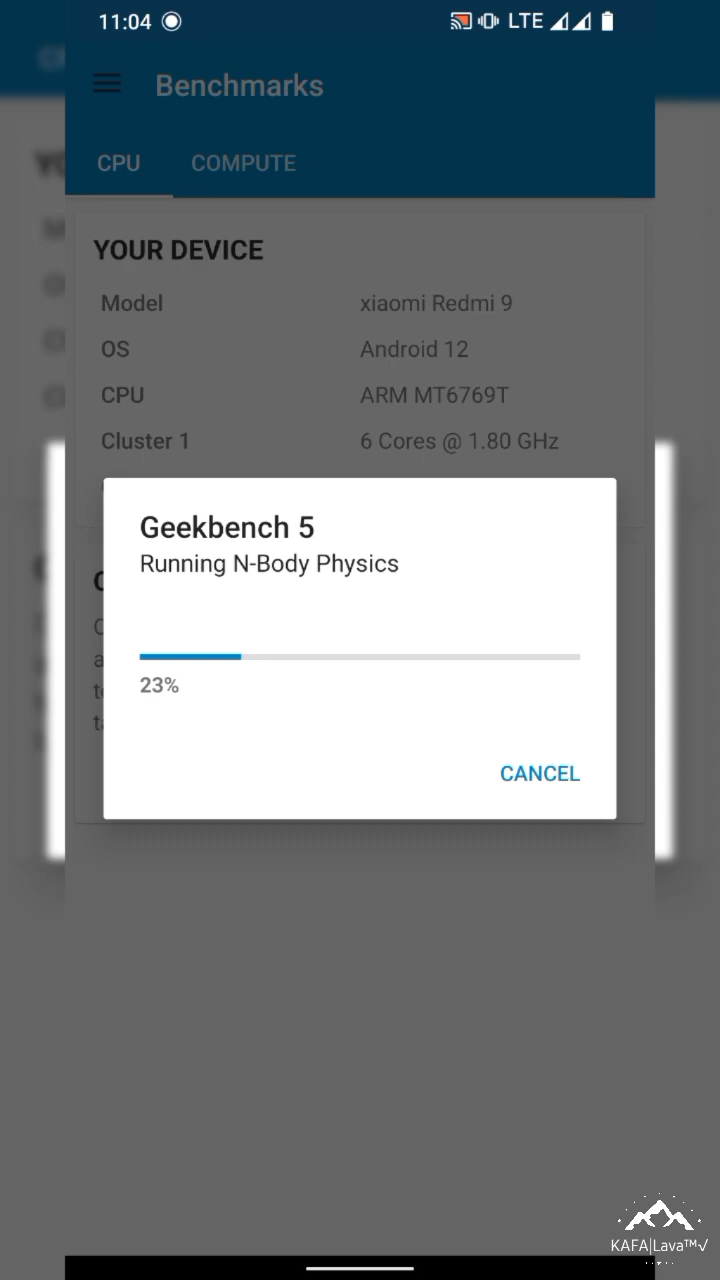 11:04 LTE
Benchmarks
CPU COMPUTE
YOUR DEVICE
Model xiaomi Redmi 9
OS Android 12
CPU ARM MT6769T
Cluster 1 6 Cores @ 1.80 GHz
Geekbench 5
Running N-Body Physics
23%
CANCEL
KAFA|Lava™√